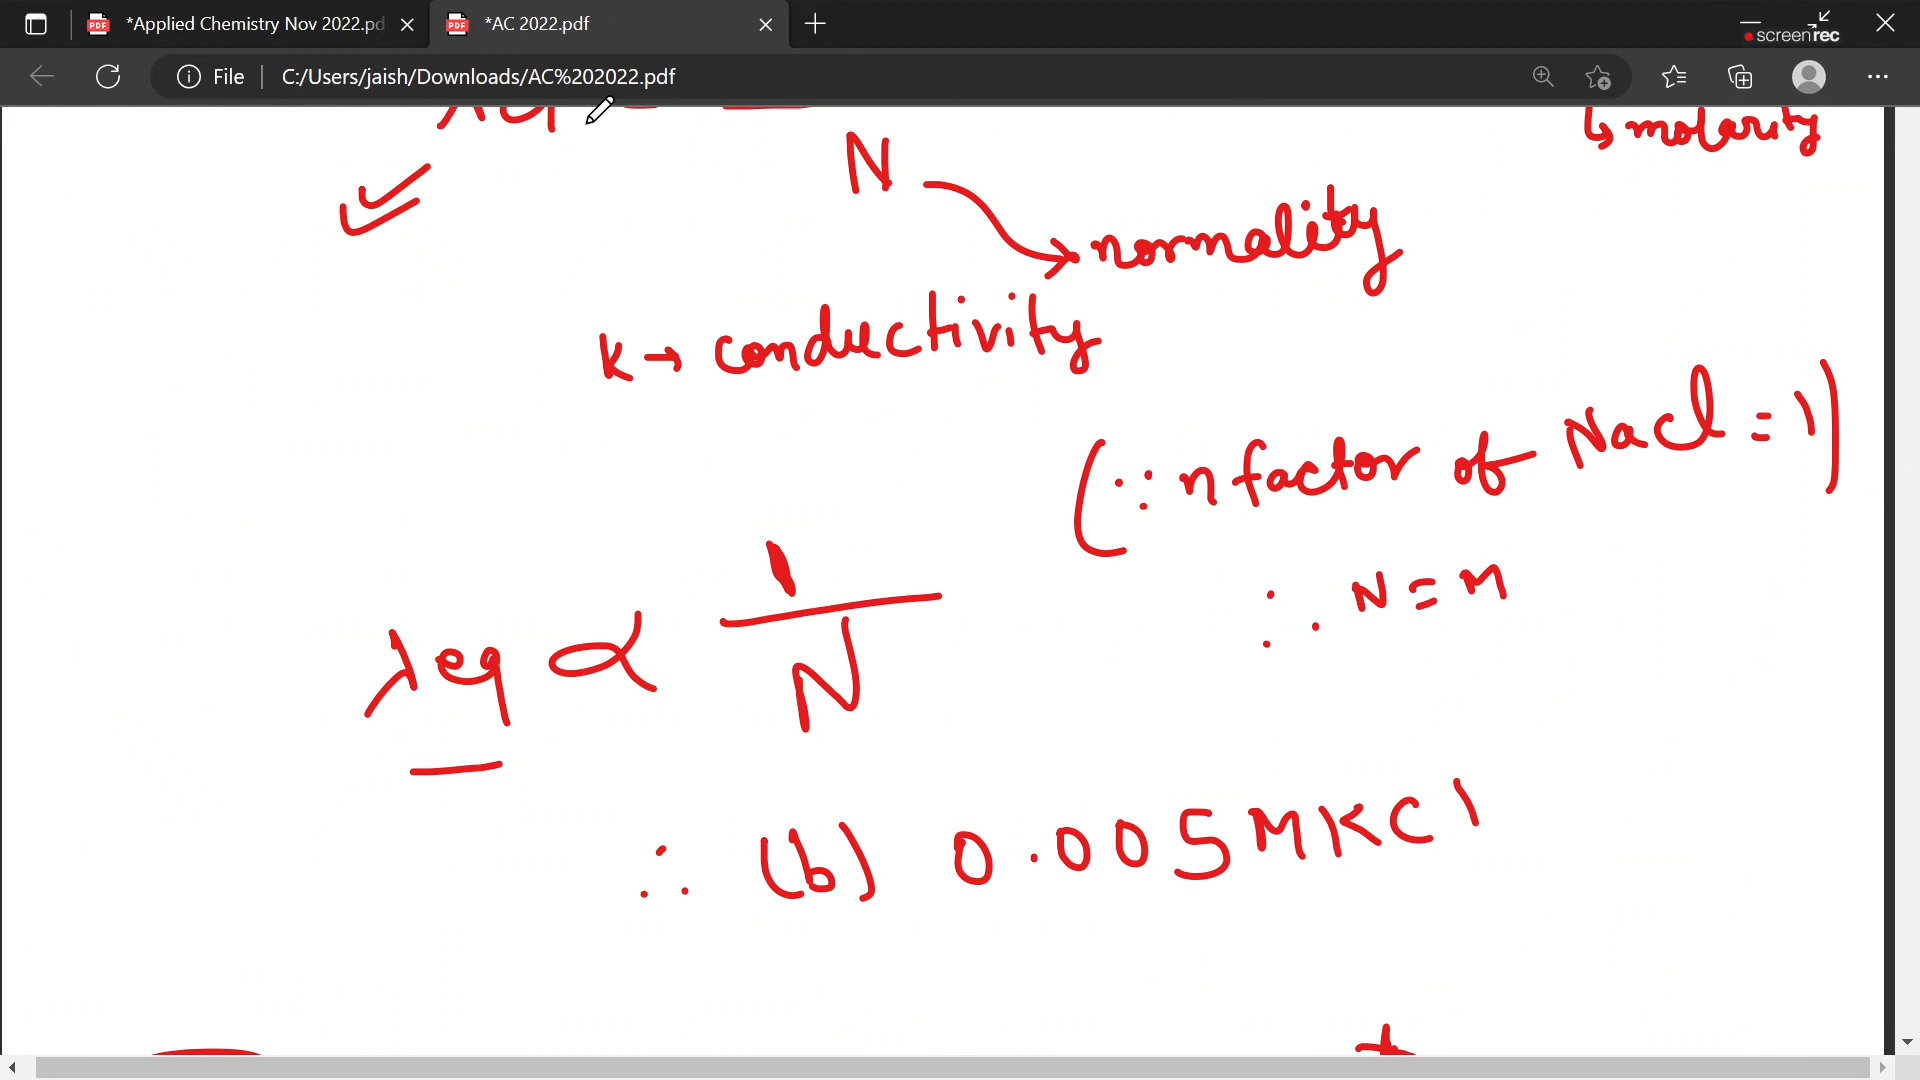 *Applied Chemistry Nov 2022.pd
*AC 2022.pdf
screenrec
File
C:/Users/jaish/Downloads/AC%202022.pdf
↳ molarity
N
normality
k → conductivity
(∵ n factor of NaCl = 1)
∴ N = M
λeq ∝ 1/N
∴ (b) 0.005 M KCl